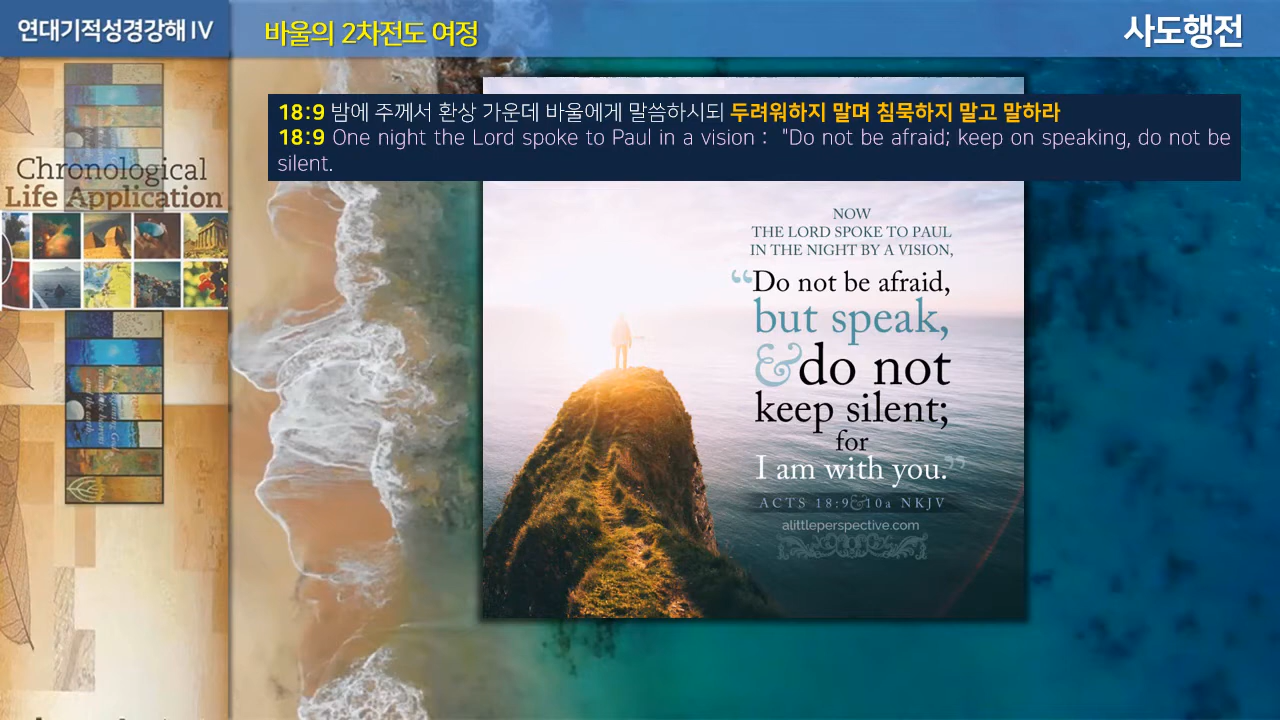 연대기적성경강해 IV
바울의 2차전도 여정
사도행전
18:9 밤에 주께서 환상 가운데 바울에게 말씀하시되 두려워하지 말며 침묵하지 말고 말하라
18:9 One night the Lord spoke to Paul in a vision : "Do not be afraid; keep on speaking, do not be
silent.
Chronological
Life Application
NOW
THE LORD SPOKE TO PAUL
IN THE NIGHT BY A VISION,
“Do not be afraid,
but speak,
& do not
keep silent;
for
I am with you.”
ACTS 18:9 & 10a NKJV
alittleperspective.com